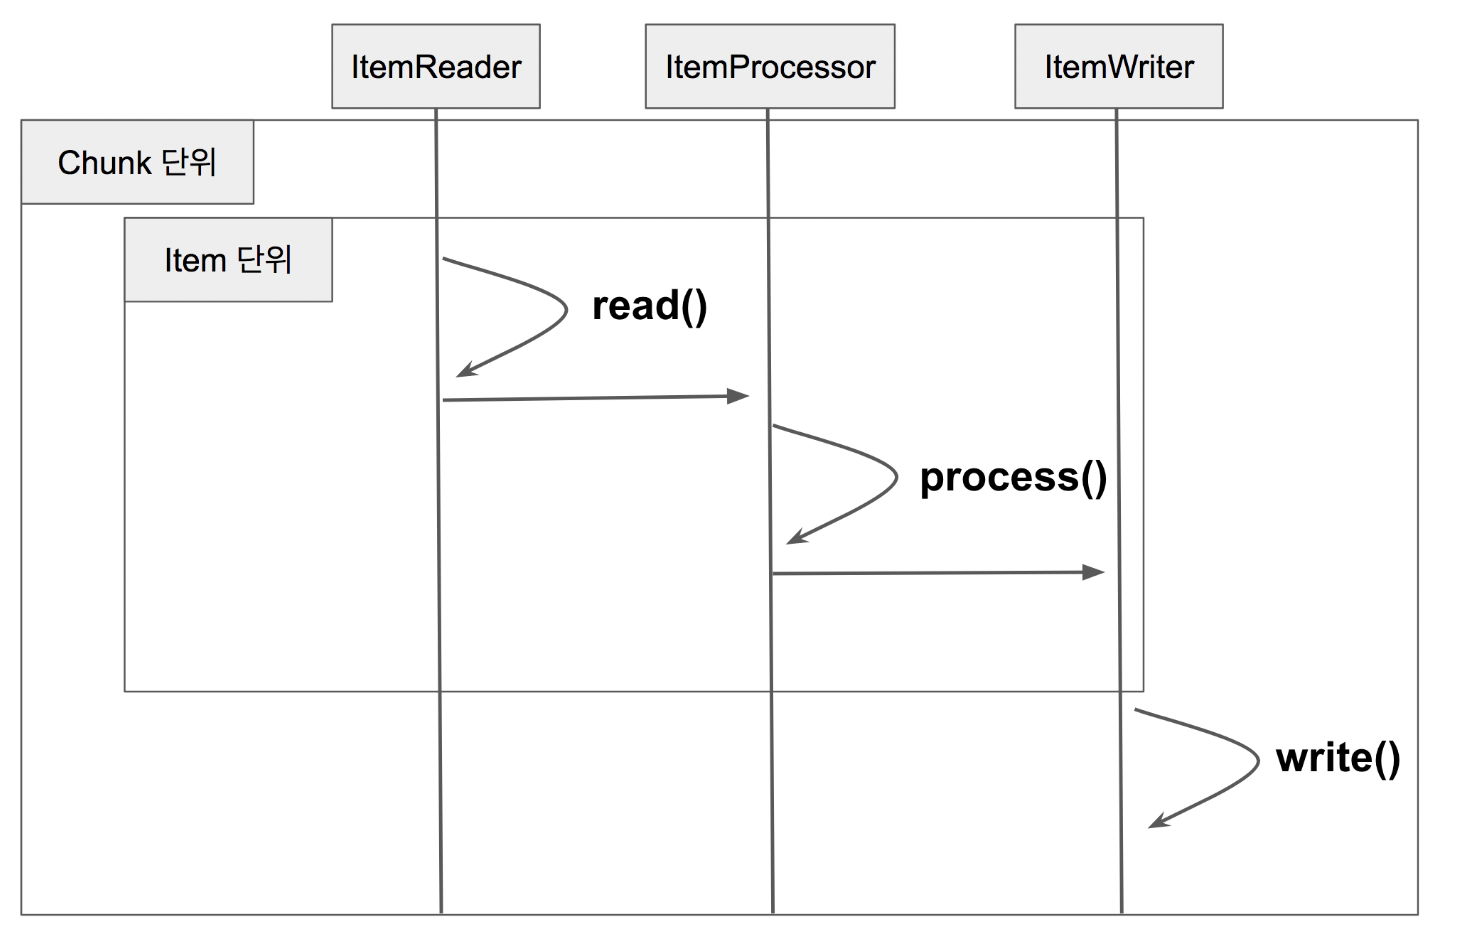 ItemReader
ItemProcessor
ItemWriter
Chunk 단위
Item 단위
read()
process()
write()